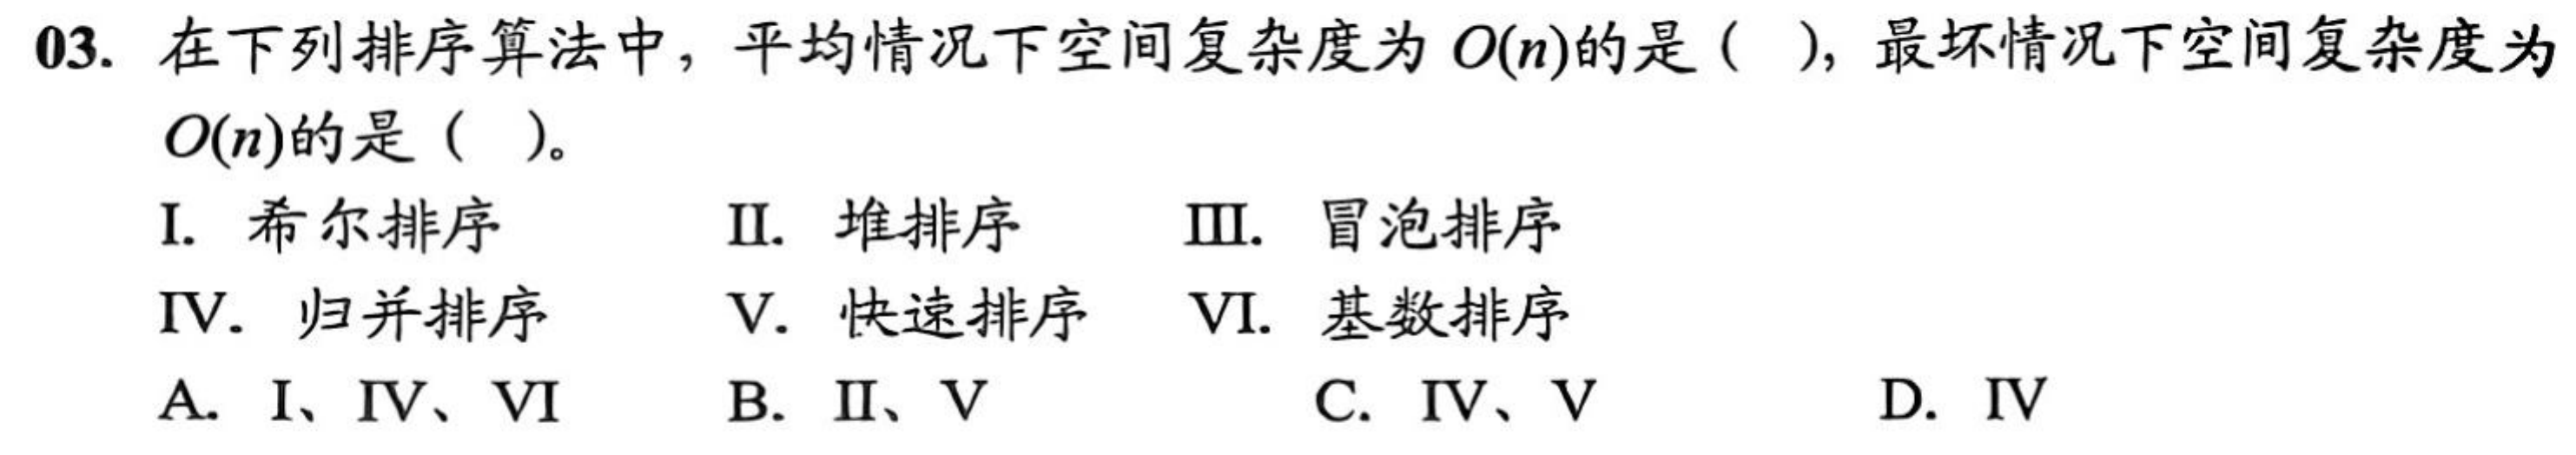 03. 在下列排序算法中，平均情况下空间复杂度为 O(n)的是（ ），最坏情况下空间复杂度为
O(n)的是（ ）。
I. 希尔排序 II. 堆排序 III. 冒泡排序
IV. 归并排序 V. 快速排序 VI. 基数排序
A. I、IV、VI B. II、V C. IV、V D. IV